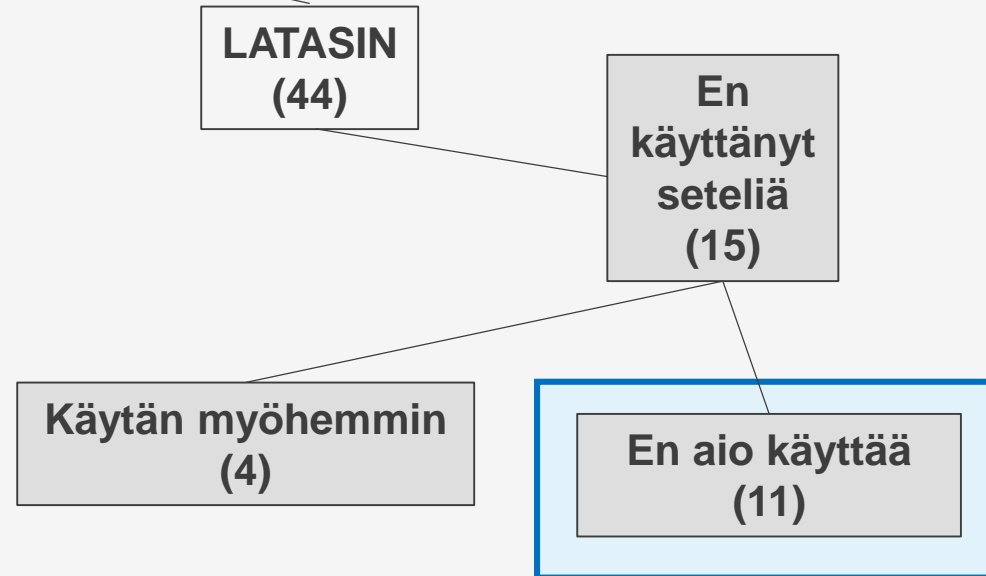 LATASIN
(44)
En
käyttänyt
seteliä
(15)
Käytän myöhemmin
(4)
En aio käyttää
(11)